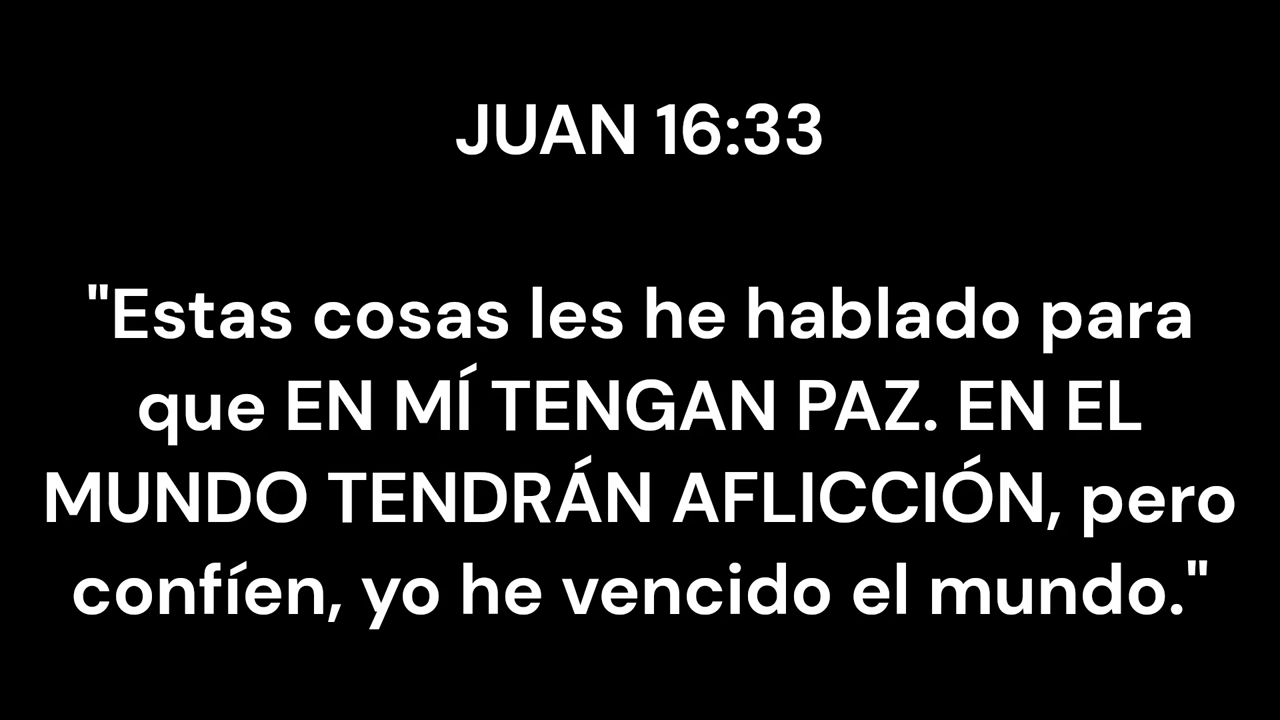 JUAN 16:33
"Estas cosas les he hablado para
que EN MÍ TENGAN PAZ. EN EL
MUNDO TENDRÁN AFLICCIÓN, pero
confíen, yo he vencido el mundo."